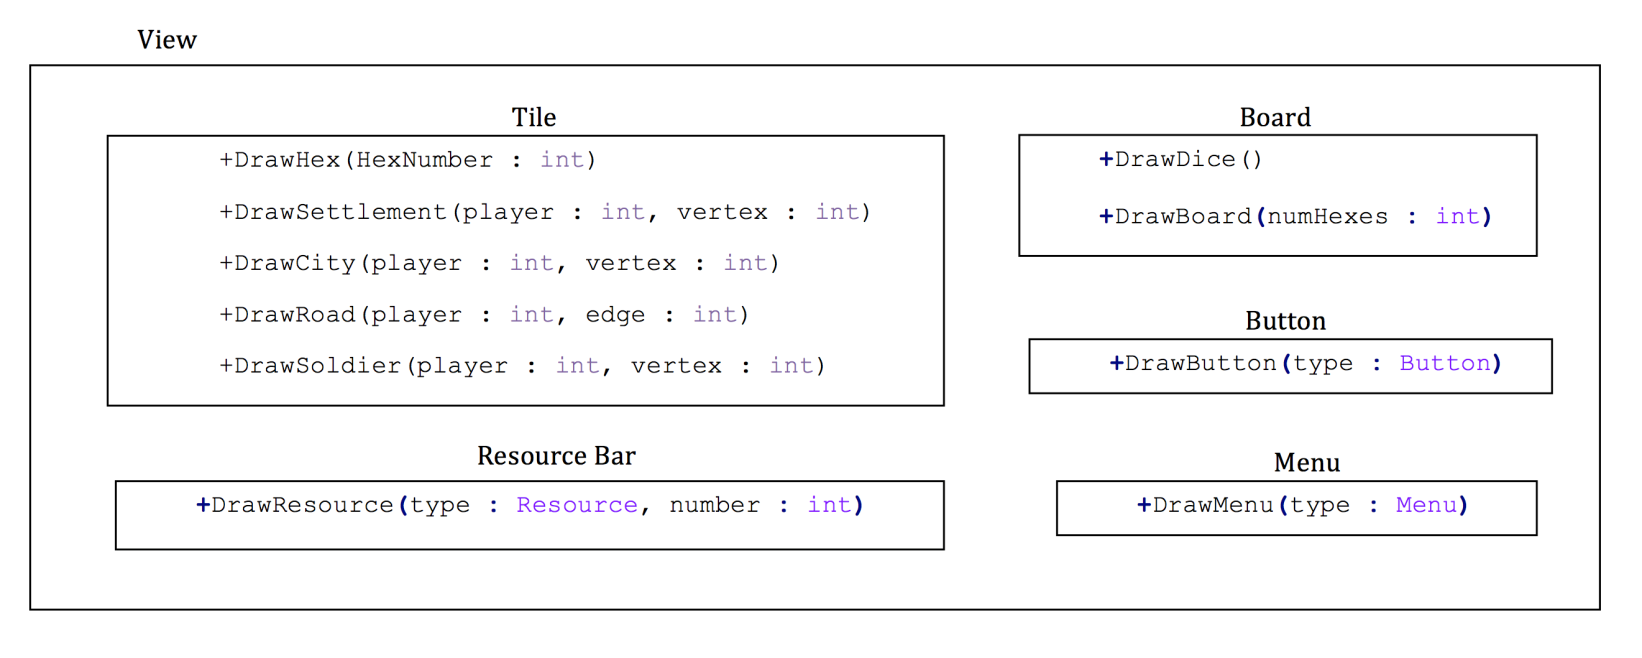 View
Tile
+DrawHex(HexNumber : int)
+DrawSettlement(player : int, vertex : int)
+DrawCity(player : int, vertex : int)
+DrawRoad(player : int, edge : int)
+DrawSoldier(player : int, vertex : int)
Board
+DrawDice()
+DrawBoard(numHexes : int)
Button
+DrawButton(type : Button)
Resource Bar
+DrawResource(type : Resource, number : int)
Menu
+DrawMenu(type : Menu)